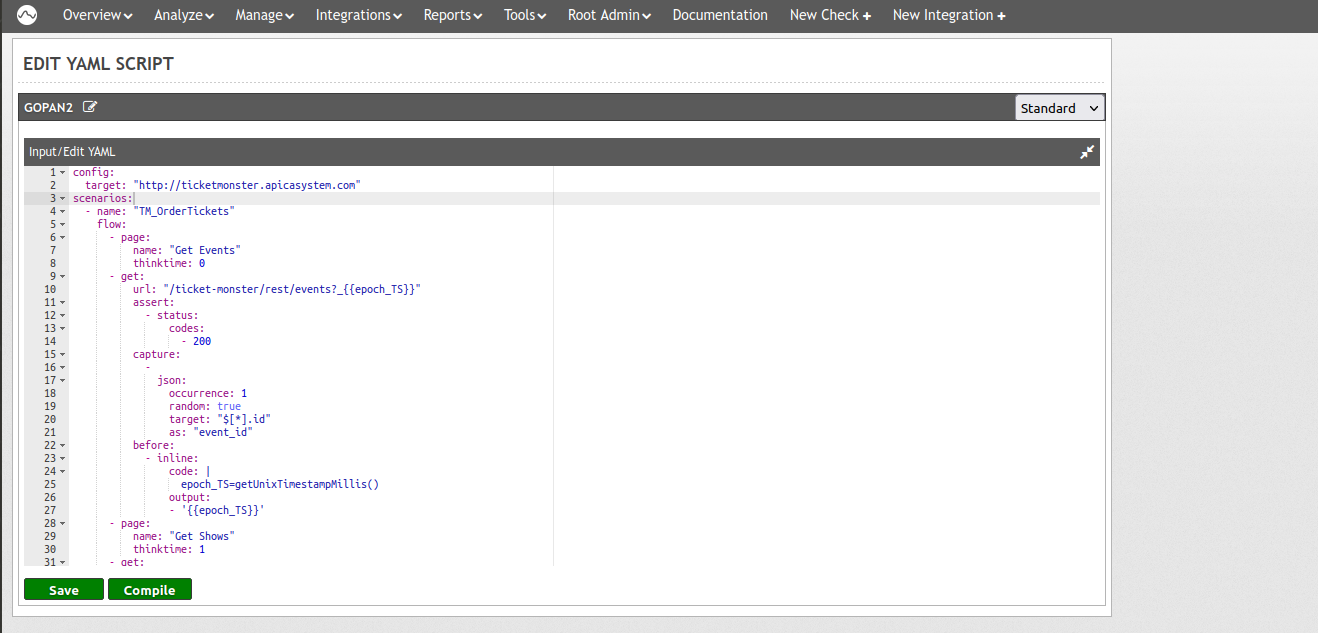 Overview Analyze Manage Integrations Reports Tools Root Admin Documentation New Check + New Integration +
EDIT YAML SCRIPT
GOPAN2 Standard
Input/Edit YAML
1 config:
2 target: "http://ticketmonster.apicasystem.com"
3 scenarios:
4 - name: "TM_OrderTickets"
5 flow:
6 - page:
7 name: "Get Events"
8 thinktime: 0
9 - get:
10 url: "/ticket-monster/rest/events?_{{epoch_TS}}"
11 assert:
12 - status:
13 codes:
14 - 200
15 capture:
16 -
17 json:
18 occurrence: 1
19 random: true
20 target: "$[*].id"
21 as: "event_id"
22 before:
23 - inline:
24 code: |
25 epoch_TS=getUnixTimestampMillis()
26 output:
27 - '{{epoch_TS}}'
28 - page:
29 name: "Get Shows"
30 thinktime: 1
31 - get:
Save Compile